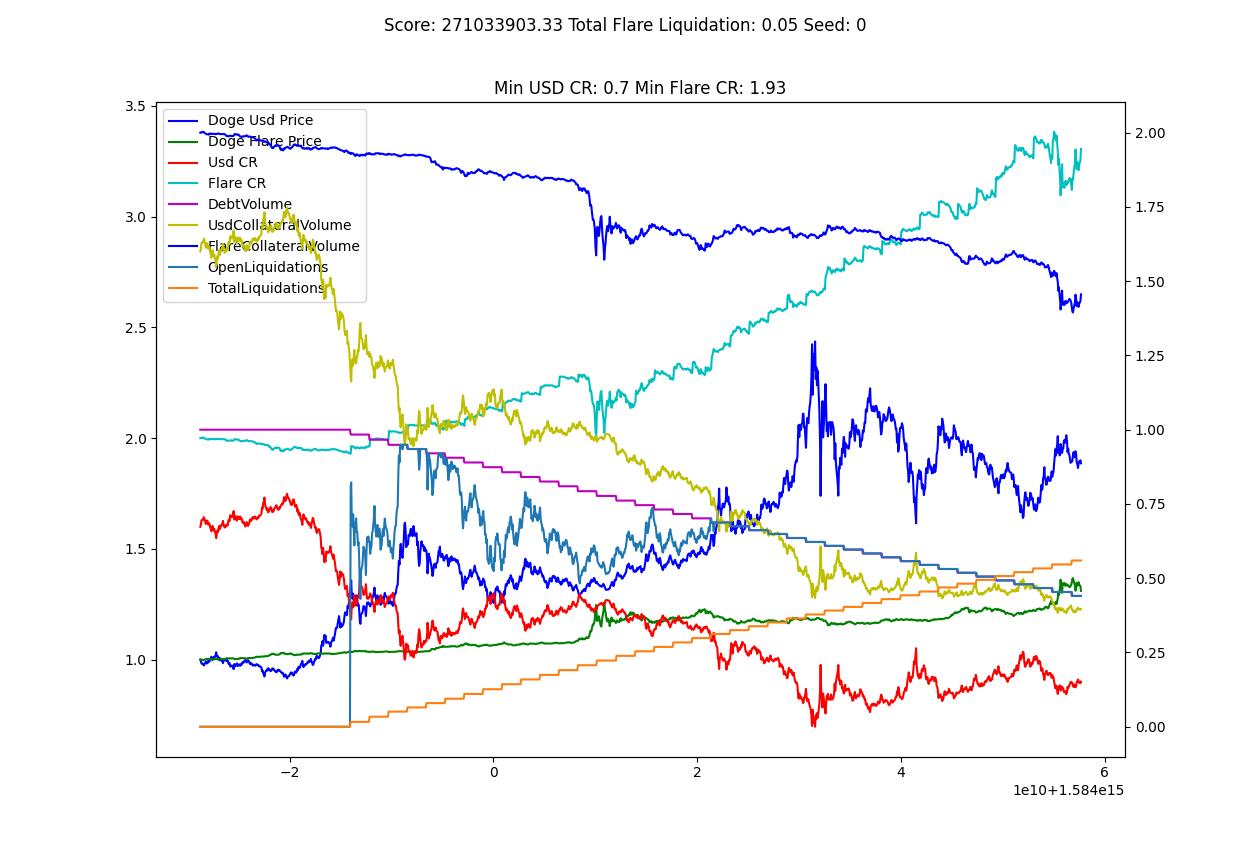 Score: 271033903.33 Total Flare Liquidation: 0.05 Seed: 0
Min USD CR: 0.7 Min Flare CR: 1.93
Doge Usd Price
Doge Flare Price
Usd CR
Flare CR
DebtVolume
UsdCollateralVolume
FlareCollateralVolume
OpenLiquidations
TotalLiquidations
3.5
3.0
2.5
2.0
1.5
1.0
2.00
1.75
1.50
1.25
1.00
0.75
0.50
0.25
0.00
−2
0
2
4
6
1e10+1.584e15